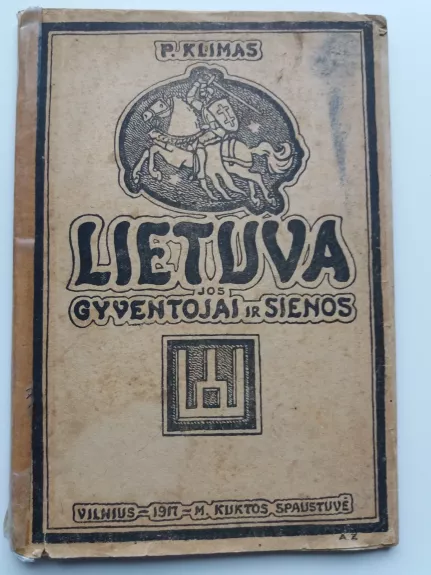 P. KLIMAS
LIETUVA
JOS
GYVENTOJAI IR SIENOS
VILNIUS – 1917 – M. KUKTOS SPAUSTUVĖ
A Z